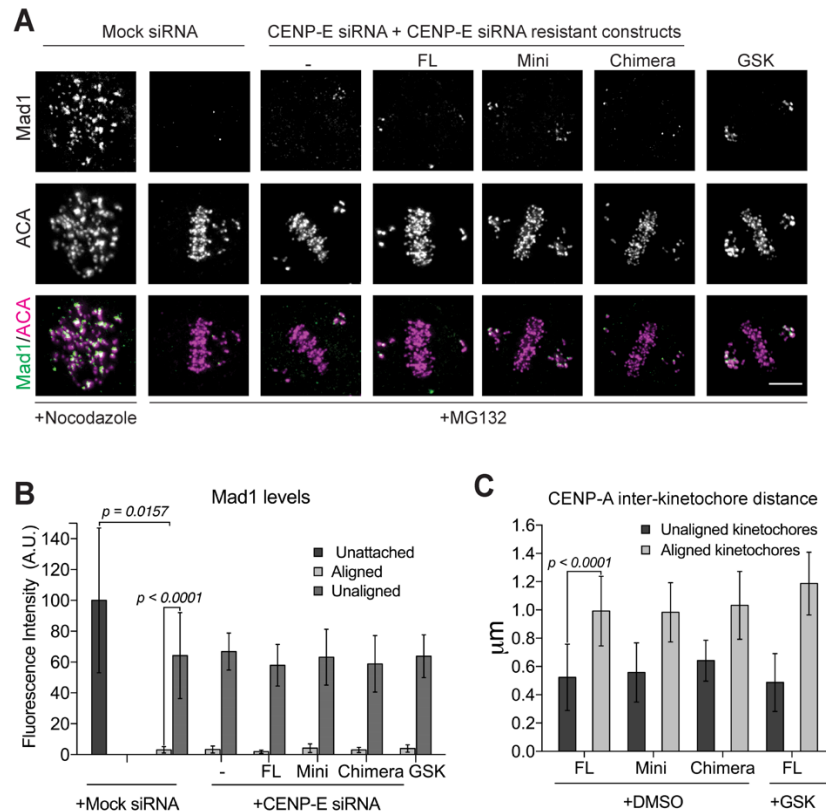 A
Mock siRNA
CENP-E siRNA + CENP-E siRNA resistant constructs
-
FL
Mini
Chimera
GSK
Mad1
ACA
Mad1/ACA
+Nocodazole
+MG132
B
Mad1 levels
p = 0.0157
p < 0.0001
Unattached
Aligned
Unaligned
Fluorescence Intensity (A.U.)
140
120
100
80
60
40
20
0
- FL Mini Chimera GSK
+Mock siRNA
+CENP-E siRNA
C
CENP-A inter-kinetochore distance
Unaligned kinetochores
Aligned kinetochores
p < 0.0001
μm
1.6
1.4
1.2
1.0
0.8
0.6
0.4
0.2
0.0
FL Mini Chimera FL
+DMSO
+GSK